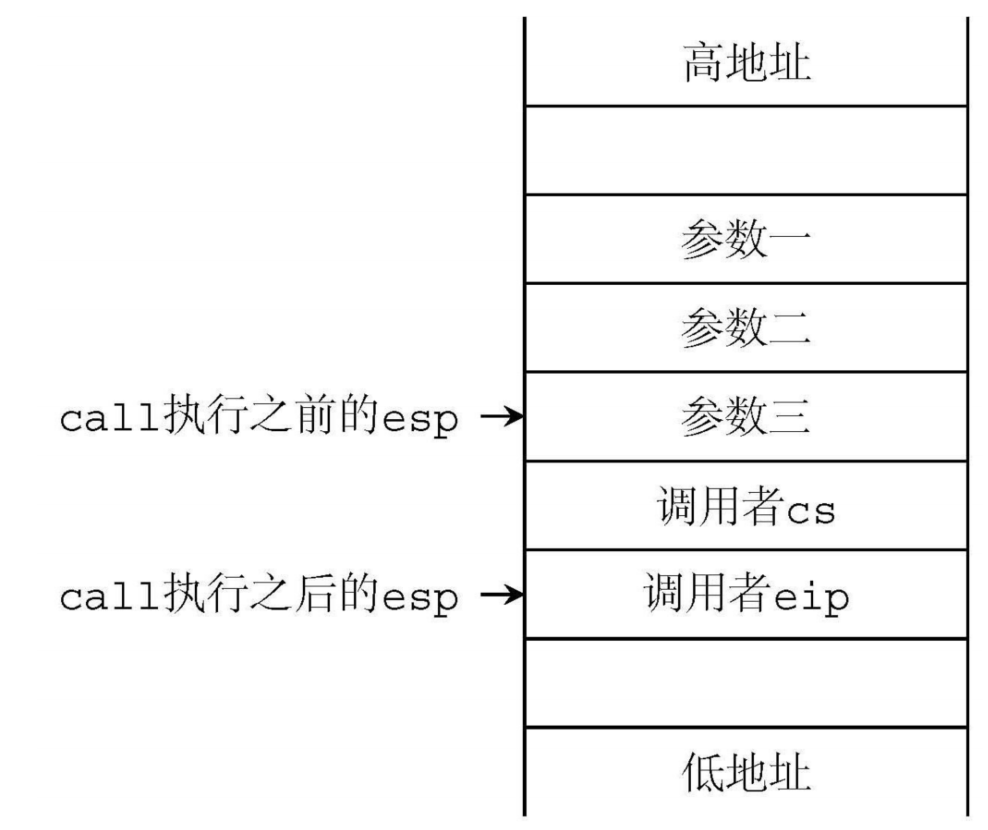 高地址
参数一
参数二
call执行之前的esp
参数三
调用者cs
call执行之后的esp
调用者eip
低地址